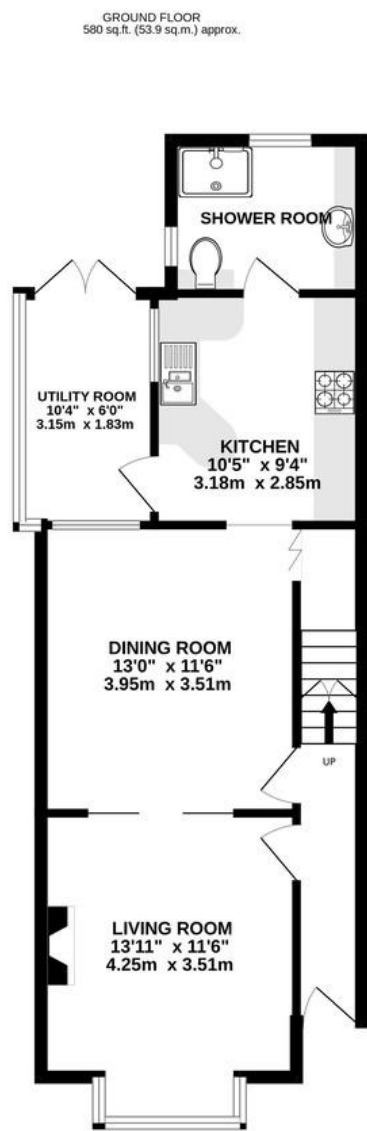 GROUND FLOOR
580 sq.ft. (53.9 sq.m.) approx.
SHOWER ROOM
UTILITY ROOM
10'4" x 6'0"
3.15m x 1.83m
KITCHEN
10'5" x 9'4"
3.18m x 2.85m
DINING ROOM
13'0" x 11'6"
3.95m x 3.51m
UP
LIVING ROOM
13'11" x 11'6"
4.25m x 3.51m